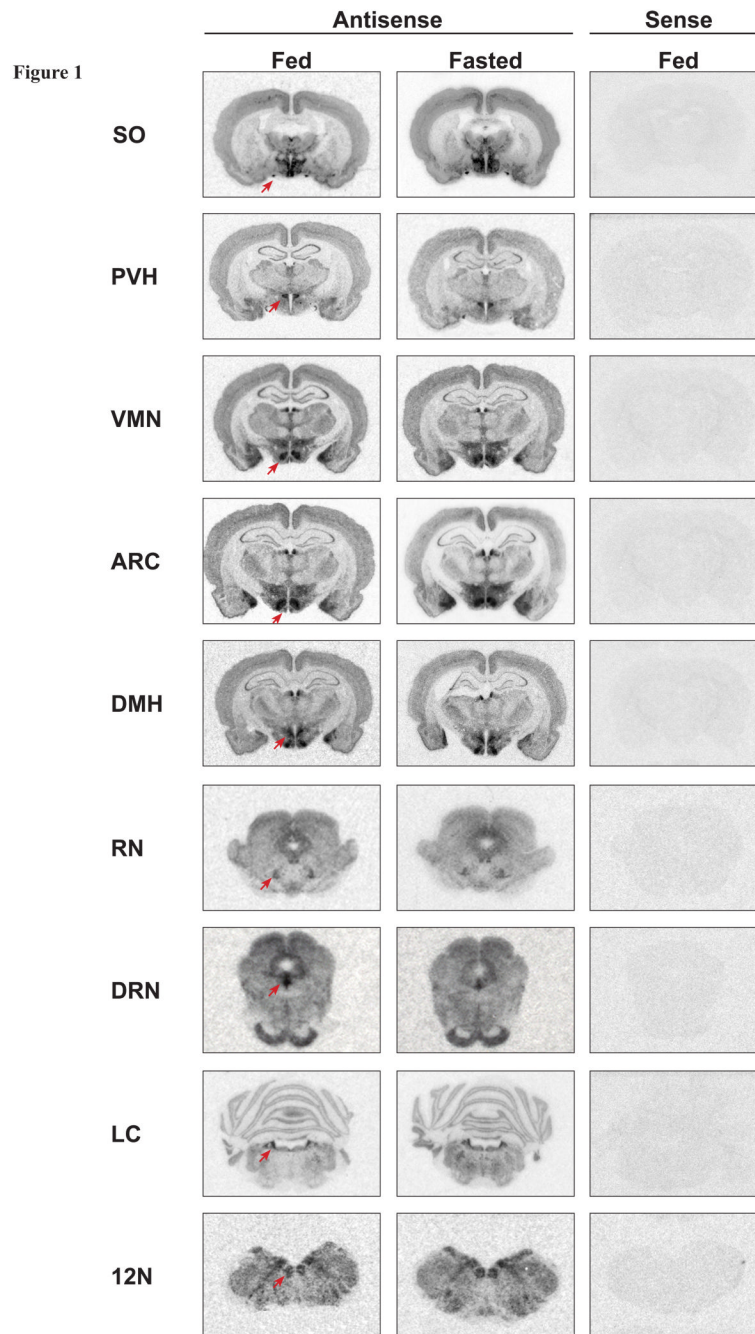 Antisense Sense
Fed Fasted Fed
Figure 1
SO
PVH
VMN
ARC
DMH
RN
DRN
LC
12N